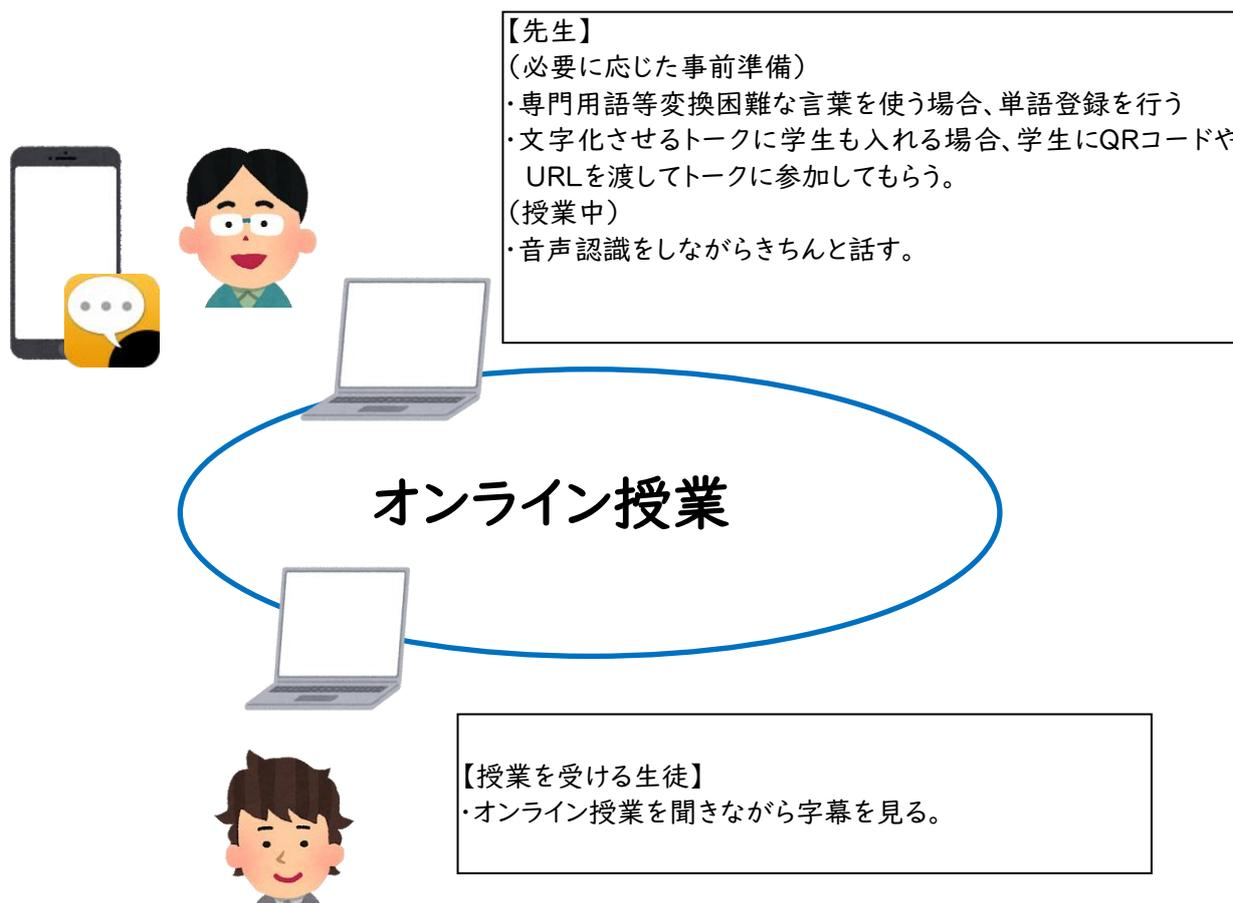 【先生】
（必要に応じた事前準備）
・専門用語等変換困難な言葉を使う場合、単語登録を行う
・文字化させるトークに学生も入れる場合、学生にQRコードや
URLを渡してトークに参加してもらう。
（授業中）
・音声認識をしながらきちんと話す。
オンライン授業
【授業を受ける生徒】
・オンライン授業を聞きながら字幕を見る。